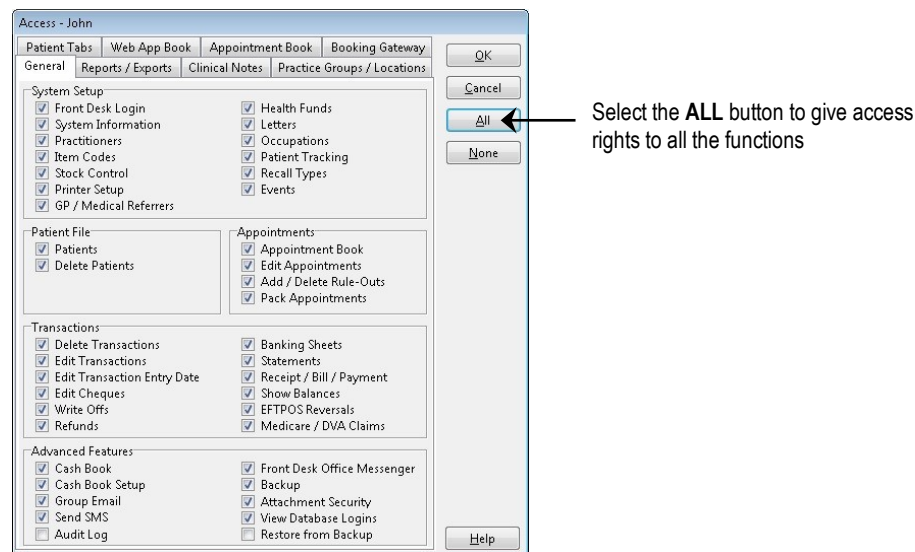 Access - John
Patient Tabs Web App Book Appointment Book Booking Gateway
General Reports / Exports Clinical Notes Practice Groups / Locations
System Setup
Front Desk Login
System Information
Practitioners
Item Codes
Stock Control
Printer Setup
GP / Medical Referrers
Health Funds
Letters
Occupations
Patient Tracking
Recall Types
Events
Patient File
Patients
Delete Patients
Appointments
Appointment Book
Edit Appointments
Add / Delete Rule-Outs
Pack Appointments
Transactions
Delete Transactions
Edit Transactions
Edit Transaction Entry Date
Edit Cheques
Write Offs
Refunds
Banking Sheets
Statements
Receipt / Bill / Payment
Show Balances
EFTPOS Reversals
Medicare / DVA Claims
Advanced Features
Cash Book
Cash Book Setup
Group Email
Send SMS
Audit Log
Front Desk Office Messenger
Backup
Attachment Security
View Database Logins
Restore from Backup
OK
Cancel
All
None
Help
Select the ALL button to give access
rights to all the functions